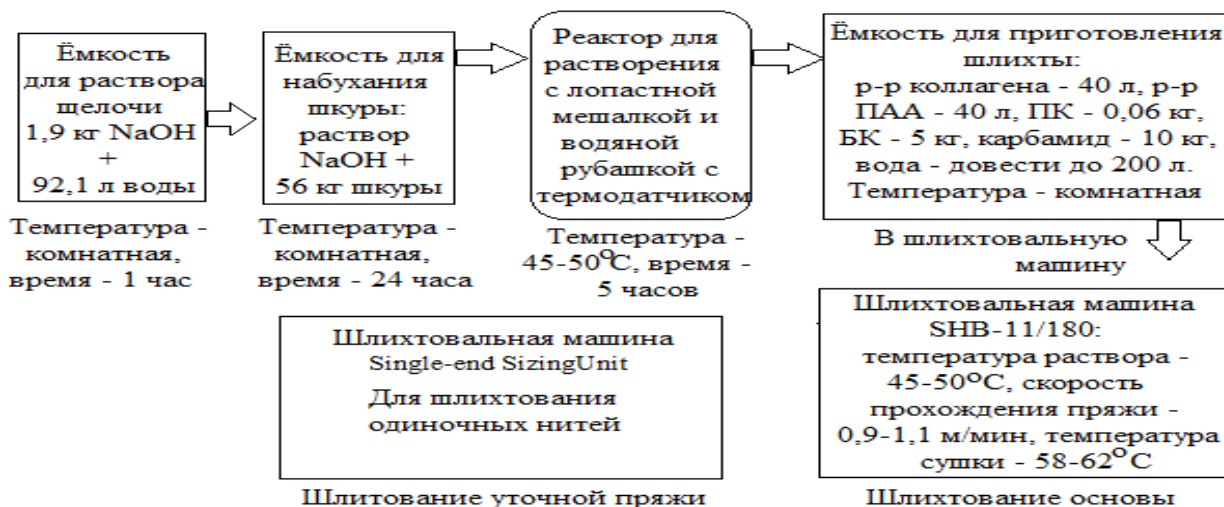 Ёмкость
для раствора
щелочи
1,9 кг NaOH
+
92,1 л воды
Температура -
комнатная,
время - 1 час
Ёмкость для
набухания
шкуры:
раствор
NaOH +
56 кг шкуры
Температура -
комнатная,
время - 24 часа
Реактор для
растворения
с лопастной
мешалкой и
водяной
рубашкой с
термодатчиком
Температура -
45-50°С, время -
5 часов
Ёмкость для приготовления
шлихты:
р-р коллагена - 40 л, р-р
ПАА - 40 л, ПК - 0,06 кг,
БК - 5 кг, карбамид - 10 кг,
вода - довести до 200 л.
Температура - комнатная
В шлихтовальную
машину
Шлихтовальная машина
Single-end SizingUnit
Для шлихтования
одиночных нитей
Шлитование уточной пряжи
Шлихтовальная машина
SHB-11/180:
температура раствора -
45-50°С, скорость
прохождения пряжи -
0,9-1,1 м/мин, температура
сушки - 58-62°С
Шлихтование основы